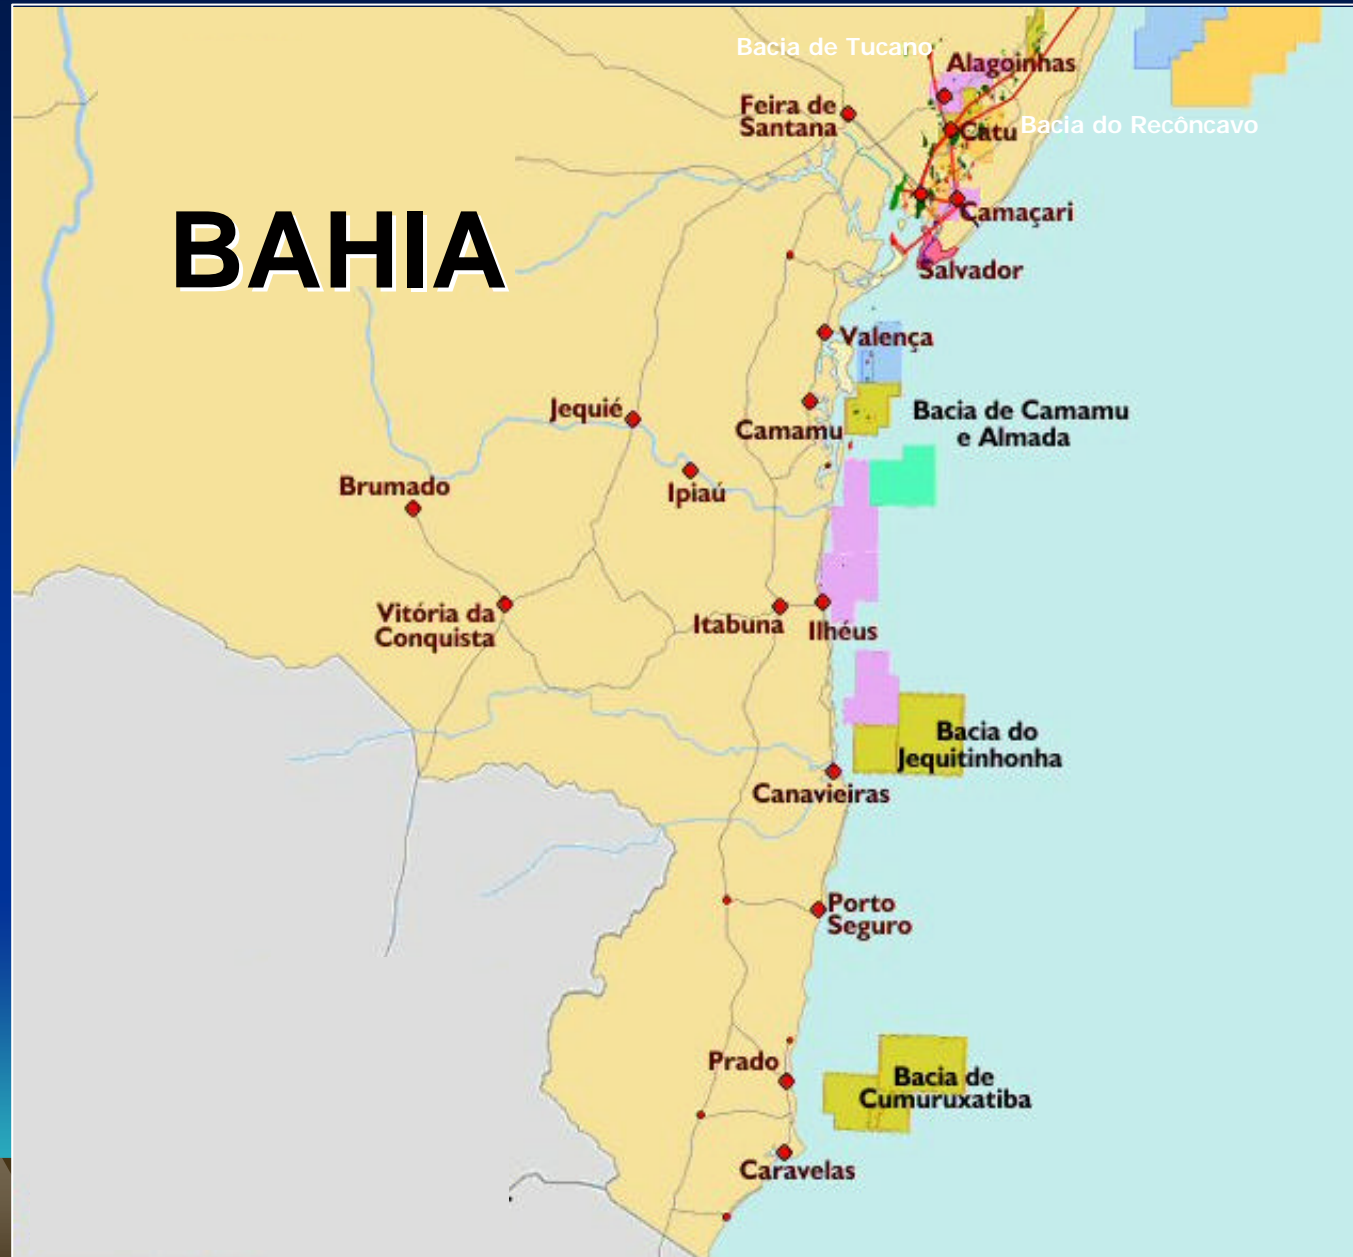 Bacia de Tucano
Alagoinhas
Feira de
Santana
Catu
Bacia do Recôncavo
BAHIA
Camaçari
Salvador
Valença
Jequié
Camamu
Bacia de Camamu
e Almada
Brumado
Ipiaú
Vitória da
Conquista
Itabuna
Ilhéus
Bacia do
Jequitinhonha
Canavieiras
Porto
Seguro
Prado
Bacia de
Cumuruxatiba
Caravelas